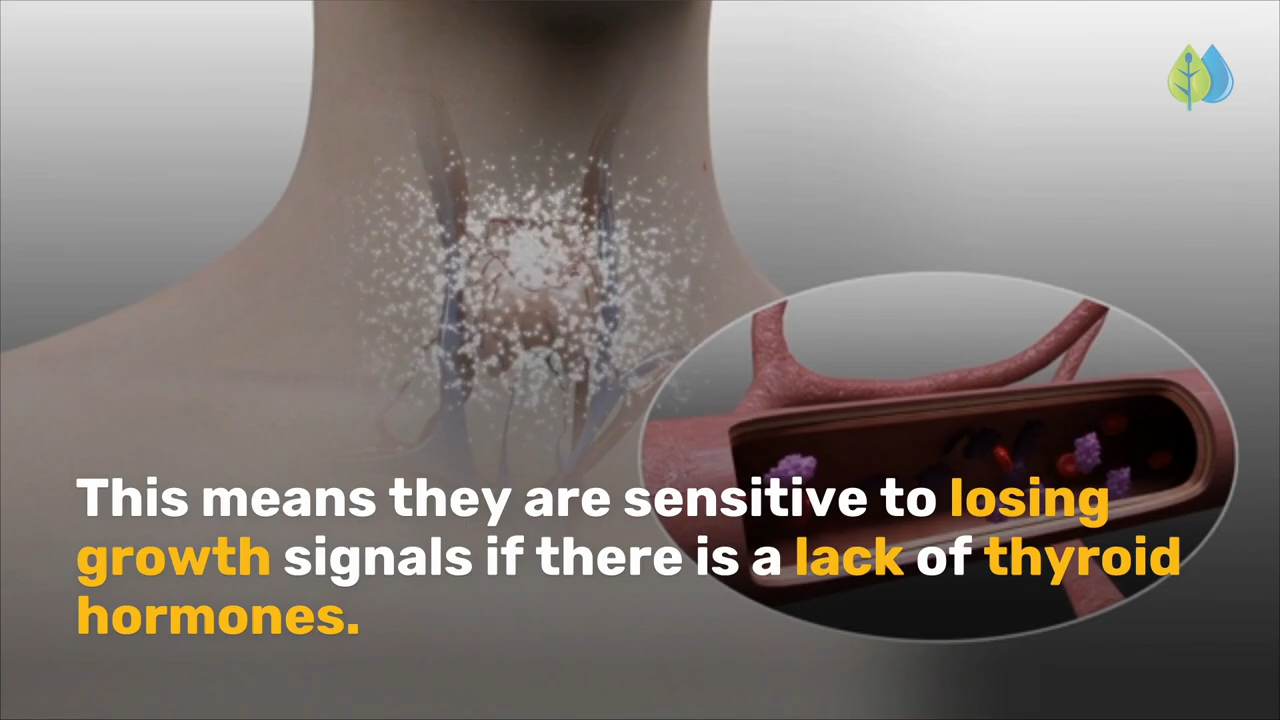 This means they are sensitive to losing
growth signals if there is a lack of thyroid
hormones.